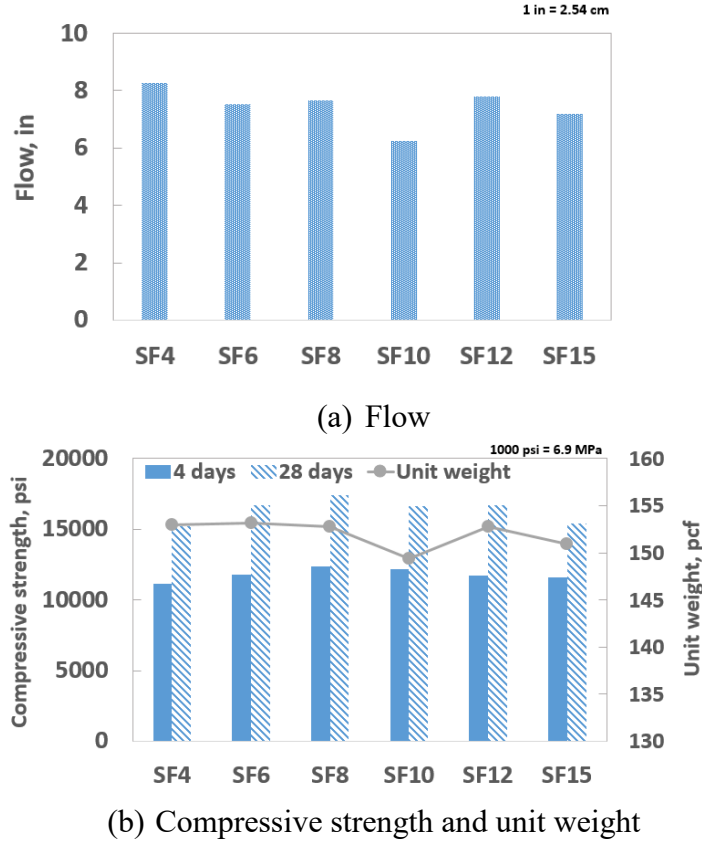 1 in = 2.54 cm
Flow, in
10
8
6
4
2
0
SF4 SF6 SF8 SF10 SF12 SF15
(a) Flow
1000 psi = 6.9 MPa
4 days 28 days Unit weight
Compressive strength, psi
20000
15000
10000
5000
0
160
155
150
145
140
135
130
Unit weight, pcf
SF4 SF6 SF8 SF10 SF12 SF15
(b) Compressive strength and unit weight